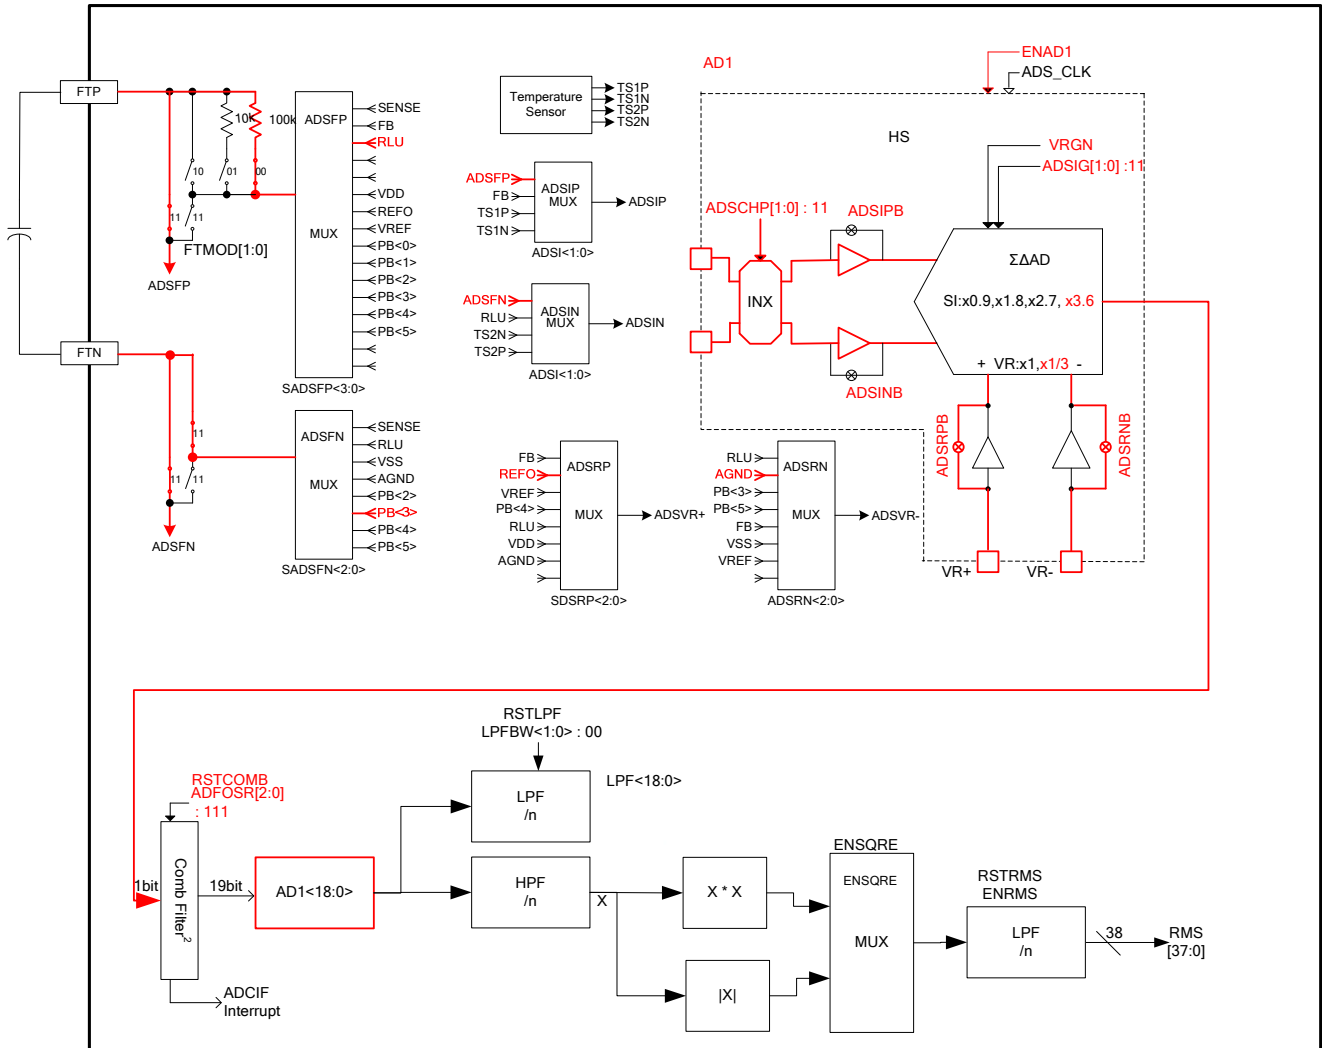 FTP
10k
100k
10
01
00
11
11
FTMOD[1:0]
ADSFP
FTN
11
11
11
ADSFN
ADSFP
MUX
SENSE
FB
RLU
VDD
REFO
VREF
PB<0>
PB<1>
PB<2>
PB<3>
PB<4>
PB<5>
SADSFP<3:0>
ADSFN
MUX
SENSE
RLU
VSS
AGND
PB<2>
PB<3>
PB<4>
PB<5>
SADSFN<2:0>
Temperature
Sensor
TS1P
TS1N
TS2P
TS2N
ADSFP
FB
TS1P
TS1N
ADSIP
MUX
ADSIP
ADSI<1:0>
ADSFN
RLU
TS2N
TS2P
ADSIN
MUX
ADSIN
ADSI<1:0>
FB
REFO
VREF
PB<4>
RLU
VDD
AGND
ADSRP
MUX
ADSVR+
SDSRP<2:0>
RLU
AGND
PB<3>
PB<5>
FB
VSS
VREF
ADSRN
MUX
ADSVR-
ADSRN<2:0>
AD1
ENAD1
ADS_CLK
HS
VRGN
ADSIG[1:0] :11
ADSCHP[1:0] : 11
ADSIPB
INX
ADSINB
ΣΔAD
SI:x0.9,x1.8,x2.7, x3.6
+ VR:x1,x1/3 -
ADSRPB
ADSRNB
VR+
VR-
RSTLPF
LPFBW<1:0> : 00
LPF<18:0>
LPF
/n
RSTCOMB
ADFOSR[2:0]
: 111
1bit
Comb Filter2
19bit
AD1<18:0>
ADCIF
Interrupt
HPF
/n
X
X * X
|X|
ENSQRE
ENSQRE
MUX
RSTRMS
ENRMS
LPF
/n
38
RMS
[37:0]